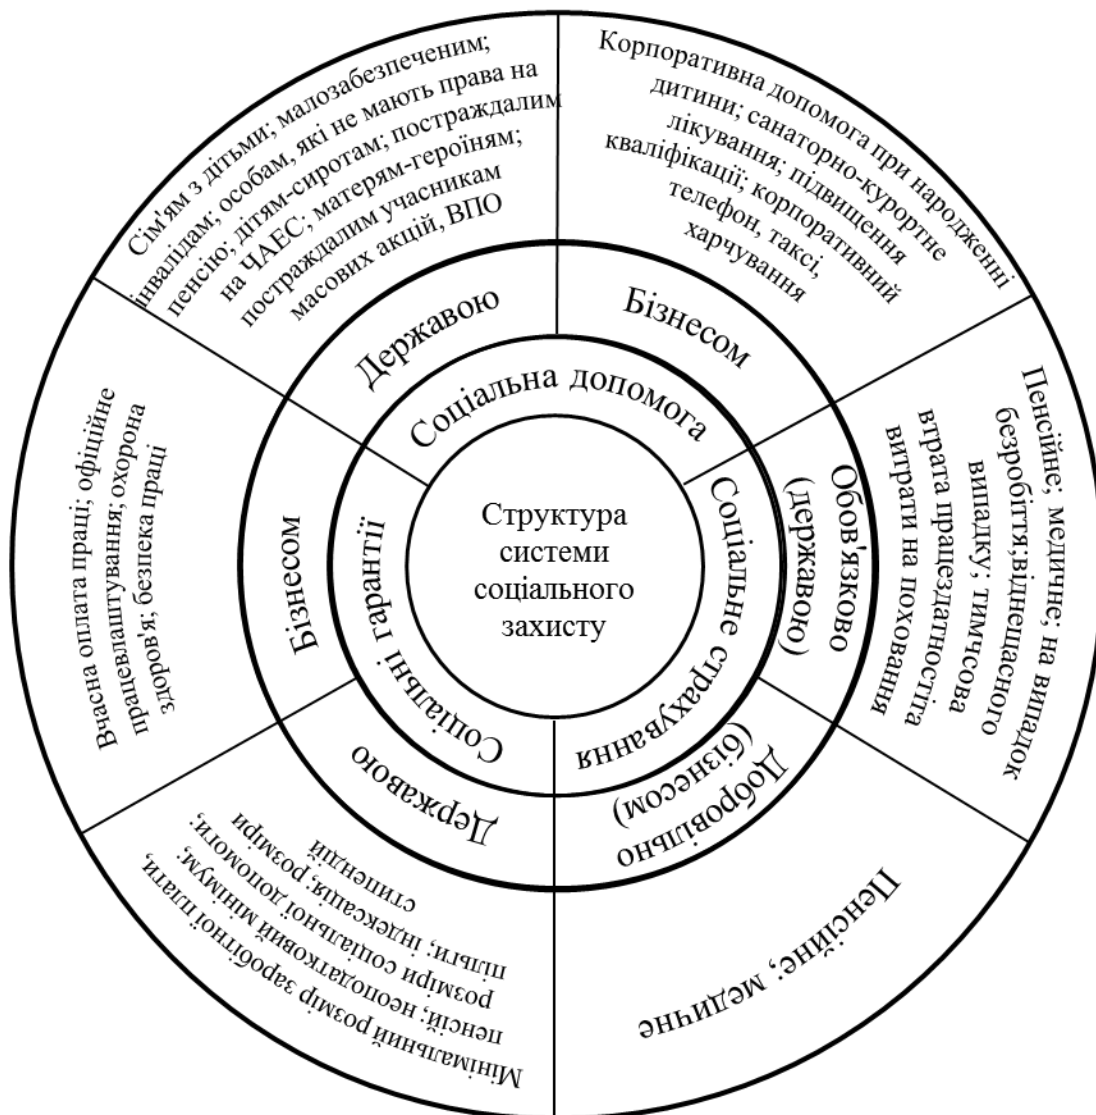 Структура
системи
соціального
захисту
Соціальна допомога
Державою
Сім'ям з дітьми; малозабезпеченим;
інвалідам; особам, які не мають права на
пенсію; дітям-сиротам; постраждалим
на ЧАЕС; матерям-героїням;
постраждалим учасникам
масових акцій, ВПО
Бізнесом
Корпоративна допомога при народженні
дитини; санаторно-курортне
лікування; підвищення
кваліфікації; корпоративний
телефон, таксі,
харчування
Соціальне страхування
Обов'язково
(державою)
Пенсійне; медичне; на випадок
безробіття;віднещасного
випадку; тимчсова
втрата працездатностіта
витрати на поховання
Добровільно
(бізнесом)
Пенсійне; медичне
Соціальні гарантії
Державою
Мінімальний розмір заробітної плати,
пенсій; неоподатковий мінімум;
розміри соціальної допомоги;
пільги; індексація; розміри
стипендій
Бізнесом
Вчасна оплата праці; офіційне
працевлаштування; охорона
здоров'я; безпека праці